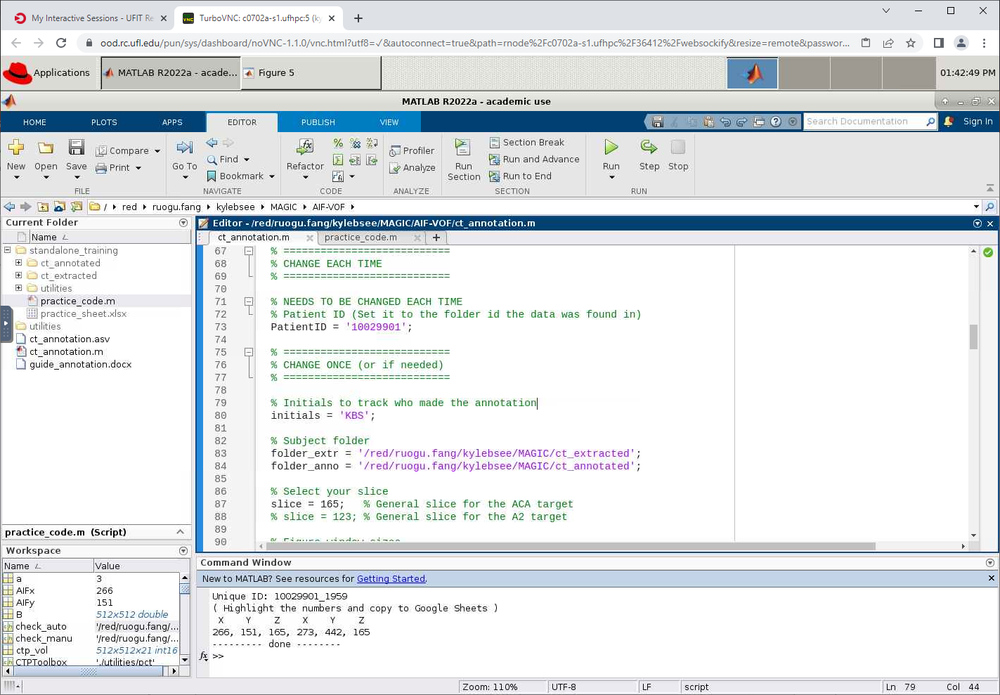 My Interactive Sessions - UFIT Re
TurboVNC: c0702a-s1.ufhpc:5 (ky
ood.rc.ufl.edu/pun/sys/dashboard/noVNC-1.1.0/vnc.html?utf8=✓&autoconnect=true&path=rnode%2Fc0702a-s1.ufhpc%2F36412%2Fwebsockify&resize=remote&passwor...
Applications
MATLAB R2022a - acade...
Figure 5
01:42:49 PM
MATLAB R2022a - academic use
HOME PLOTS APPS EDITOR PUBLISH VIEW
Search Documentation
Sign In
New Open Save Compare Print
FILE
Go To Find Bookmark
NAVIGATE
Refactor
CODE
Profiler
Analyze
ANALYZE
Run Section
Section Break
Run and Advance
Run to End
SECTION
Run Step Stop
RUN
/ red ruogu.fang kylebsee MAGIC AIF-VOF
Current Folder
Name
standalone_training
ct_annotated
ct_extracted
utilities
practice_code.m
practice_sheet.xlsx
utilities
ct_annotation.asv
ct_annotation.m
guide_annotation.docx
practice_code.m (Script)
Workspace
Name Value
a 3
AIFx 266
AIFy 151
B 512x512 double
check_auto '/red/ruogu.fang/...
check_manu '/red/ruogu.fang/...
ctp_vol 512x512x21 int16
CTPToolbox './utilities/pct'
Editor - /red/ruogu.fang/kylebsee/MAGIC/AIF-VOF/ct_annotation.m
ct_annotation.m practice_code.m
67 % ===========================
68 % CHANGE EACH TIME
69 % ===========================
70
71 % NEEDS TO BE CHANGED EACH TIME
72 % Patient ID (Set it to the folder id the data was found in)
73 PatientID = '10029901';
74
75 % ===========================
76 % CHANGE ONCE (or if needed)
77 % ===========================
78
79 % Initials to track who made the annotation
80 initials = 'KBS';
81
82 % Subject folder
83 folder_extr = '/red/ruogu.fang/kylebsee/MAGIC/ct_extracted';
84 folder_anno = '/red/ruogu.fang/kylebsee/MAGIC/ct_annotated';
85
86 % Select your slice
87 slice = 165; % General slice for the ACA target
88 % slice = 123; % General slice for the A2 target
89
90 % Figure window sizes
Command Window
New to MATLAB? See resources for Getting Started.
Unique ID: 10029901_1959
( Highlight the numbers and copy to Google Sheets )
X Y Z X Y Z
266, 151, 165, 273, 442, 165
--------- done --------
fx >>
Zoom: 110% UTF-8 LF script Ln 79 Col 44